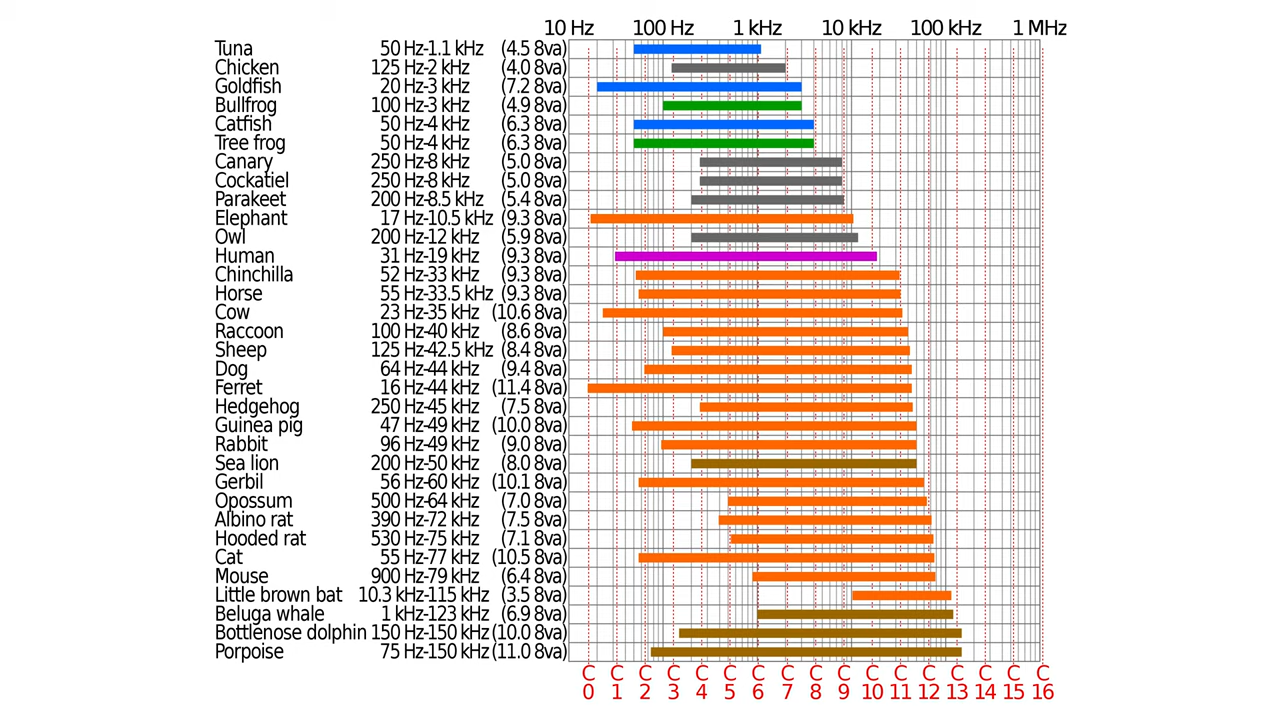 10 Hz 100 Hz 1 kHz 10 kHz 100 kHz 1 MHz
Tuna 50 Hz-1.1 kHz (4.5 8va)
Chicken 125 Hz-2 kHz (4.0 8va)
Goldfish 20 Hz-3 kHz (7.2 8va)
Bullfrog 100 Hz-3 kHz (4.9 8va)
Catfish 50 Hz-4 kHz (6.3 8va)
Tree frog 50 Hz-4 kHz (6.3 8va)
Canary 250 Hz-8 kHz (5.0 8va)
Cockatiel 250 Hz-8 kHz (5.0 8va)
Parakeet 200 Hz-8.5 kHz (5.4 8va)
Elephant 17 Hz-10.5 kHz (9.3 8va)
Owl 200 Hz-12 kHz (5.9 8va)
Human 31 Hz-19 kHz (9.3 8va)
Chinchilla 52 Hz-33 kHz (9.3 8va)
Horse 55 Hz-33.5 kHz (9.3 8va)
Cow 23 Hz-35 kHz (10.6 8va)
Raccoon 100 Hz-40 kHz (8.6 8va)
Sheep 125 Hz-42.5 kHz (8.4 8va)
Dog 64 Hz-44 kHz (9.4 8va)
Ferret 16 Hz-44 kHz (11.4 8va)
Hedgehog 250 Hz-45 kHz (7.5 8va)
Guinea pig 47 Hz-49 kHz (10.0 8va)
Rabbit 96 Hz-49 kHz (9.0 8va)
Sea lion 200 Hz-50 kHz (8.0 8va)
Gerbil 56 Hz-60 kHz (10.1 8va)
Opossum 500 Hz-64 kHz (7.0 8va)
Albino rat 390 Hz-72 kHz (7.5 8va)
Hooded rat 530 Hz-75 kHz (7.1 8va)
Cat 55 Hz-77 kHz (10.5 8va)
Mouse 900 Hz-79 kHz (6.4 8va)
Little brown bat 10.3 kHz-115 kHz (3.5 8va)
Beluga whale 1 kHz-123 kHz (6.9 8va)
Bottlenose dolphin 150 Hz-150 kHz (10.0 8va)
Porpoise 75 Hz-150 kHz (11.0 8va)
C C C C C C C C C C C C C C C C C
0 1 2 3 4 5 6 7 8 9 10 11 12 13 14 15 16